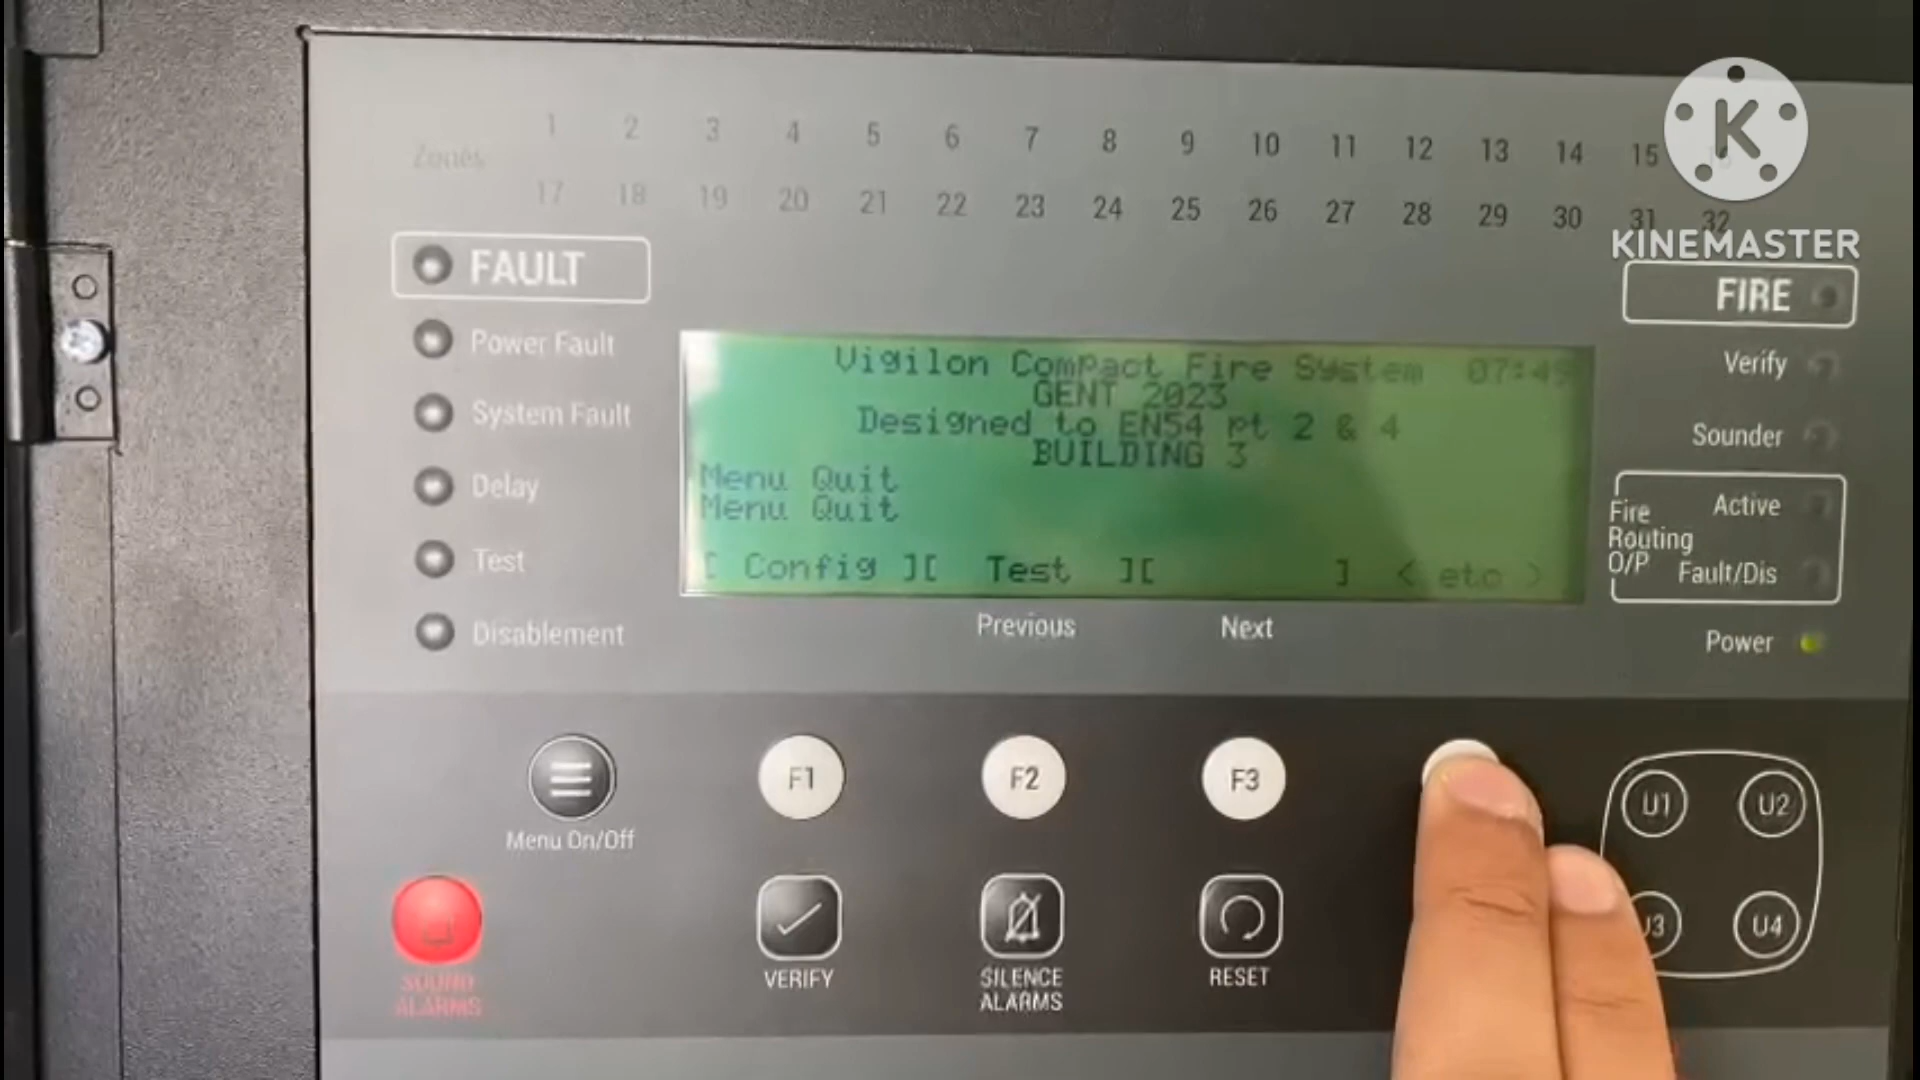 1 2 3 4 5 6 7 8 9 10 11 12 13 14 15
Zones
17 18 19 20 21 22 23 24 25 26 27 28 29 30 31 32
K
KINEMASTER
FAULT
Power Fault
System Fault
Delay
Test
Disablement
Vigilon Compact Fire System 07:49
GENT 2023
Designed to EN54 pt 2 & 4
BUILDING 3
Menu Quit
Menu Quit
[ Config ][ Test ][ ] < etc >
Previous Next
FIRE
Verify
Sounder
Fire
Routing
O/P
Active
Fault/Dis
Power
Menu On/Off
F1 F2 F3
U1 U2
U3 U4
SOUND
ALARMS
VERIFY
SILENCE
ALARMS
RESET